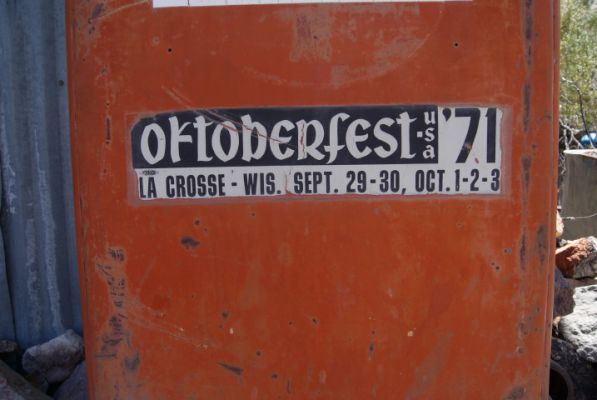 oktoberfest·usa '71
LA CROSSE - WIS. SEPT. 29-30, OCT. 1-2-3